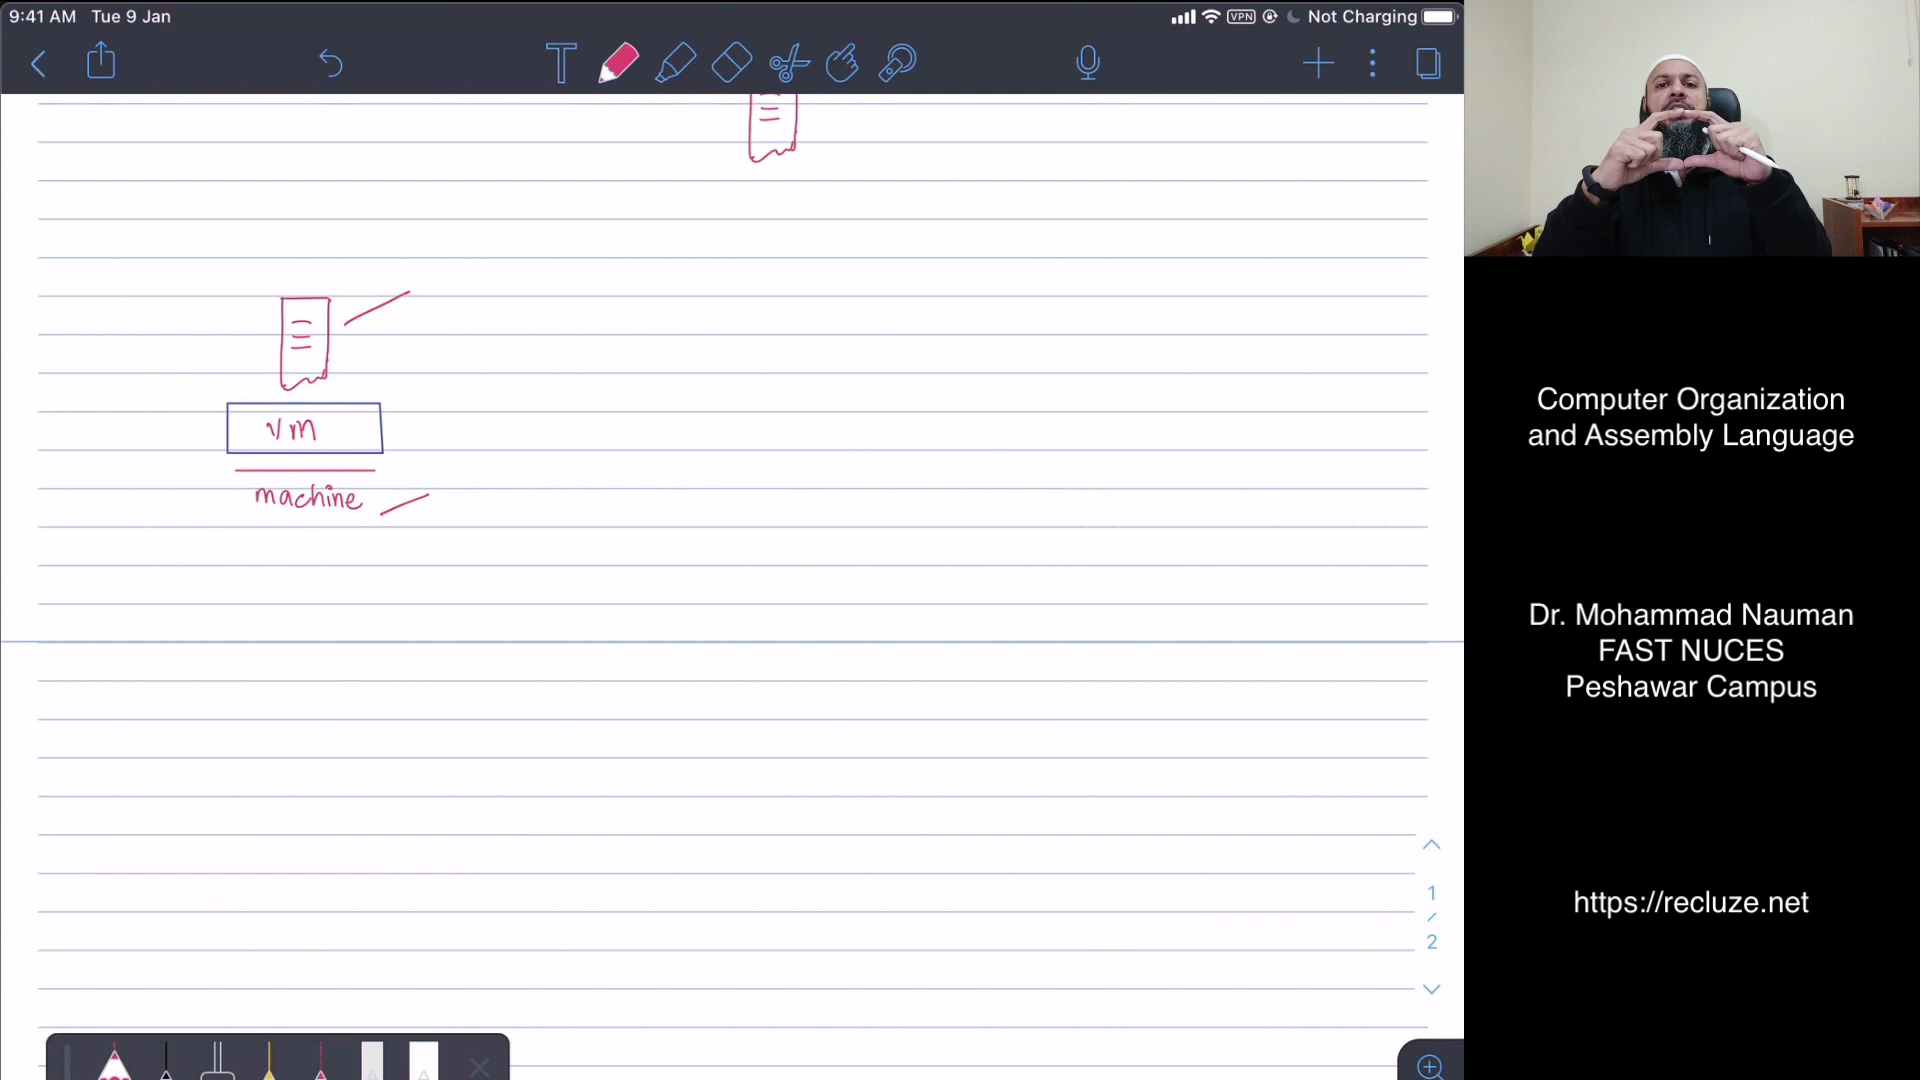 9:41 AM Tue 9 Jan
VPN Not Charging
T
vm
machine
Computer Organization
and Assembly Language
Dr. Mohammad Nauman
FAST NUCES
Peshawar Campus
https://recluze.net
1
/
2